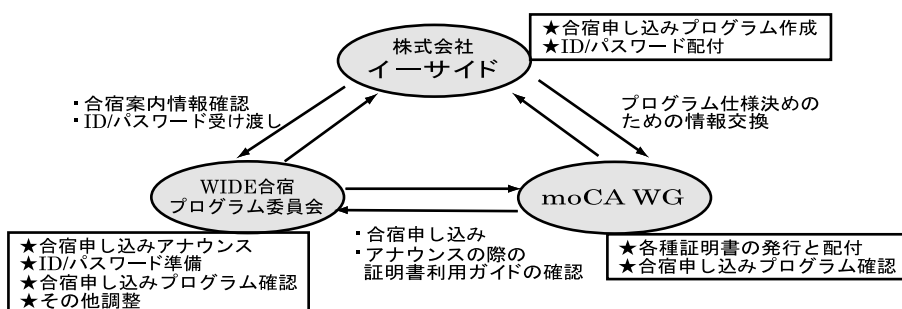 株式会社
イーサイド
★合宿申し込みプログラム作成
★ID/パスワード配付
・合宿案内情報確認
・ID/パスワード受け渡し
プログラム仕様決めの
ための情報交換
WIDE合宿
プログラム委員会
moCA WG
★合宿申し込みアナウンス
★ID/パスワード準備
★合宿申し込みプログラム確認
★その他調整
・合宿申し込み
・アナウンスの際の
証明書利用ガイドの確認
★各種証明書の発行と配付
★合宿申し込みプログラム確認